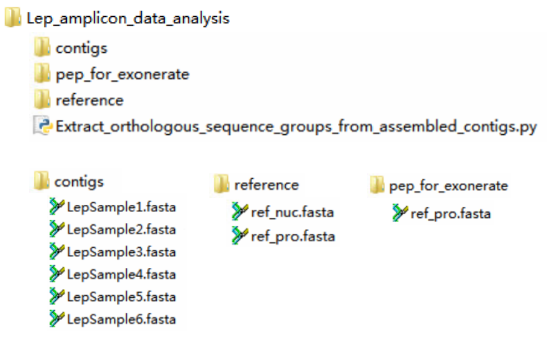 Lep_amplicon_data_analysis
contigs
pep_for_exonerate
reference
Extract_orthologous_sequence_groups_from_assembled_contigs.py
contigs
LepSample1.fasta
LepSample2.fasta
LepSample3.fasta
LepSample4.fasta
LepSample5.fasta
LepSample6.fasta
reference
ref_nuc.fasta
ref_pro.fasta
pep_for_exonerate
ref_pro.fasta